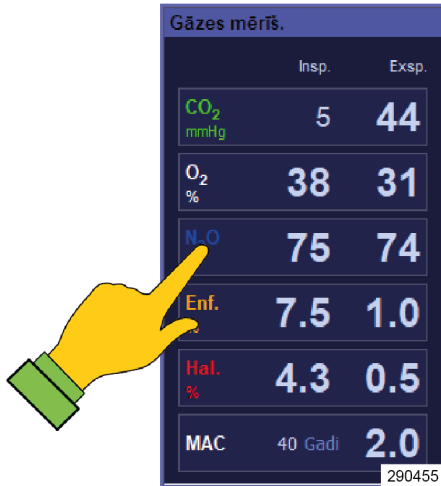 Gāzes mērīš.
Insp. Exsp.
CO2 5 44
mmHg
O2 38 31
%
N2O 75 74
Enf. 7.5 1.0
%
Hal. 4.3 0.5
%
MAC 40 Gadi 2.0
290455